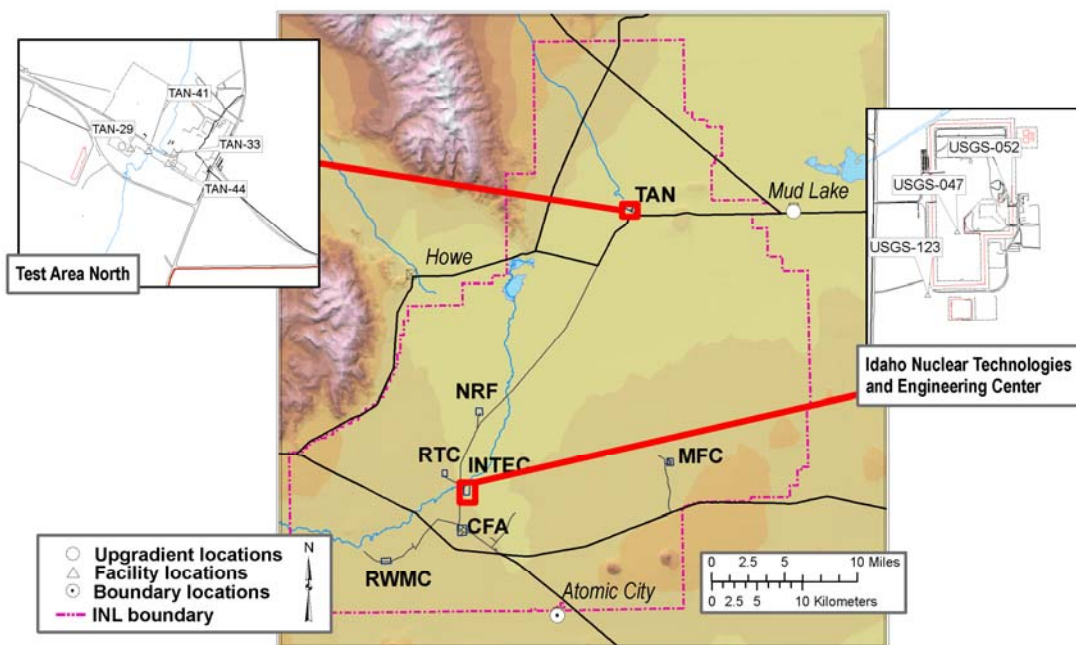 TAN-41
TAN-29
TAN-33
TAN-44
Test Area North
TAN
Mud Lake
Howe
USGS-052
USGS-047
USGS-123
Idaho Nuclear Technologies
and Engineering Center
NRF
RTC
INTEC
MFC
CFA
RWMC
Atomic City
Upgradient locations
Facility locations
Boundary locations
INL boundary
N
0 2.5 5 10 Miles
0 2.5 5 10 Kilometers